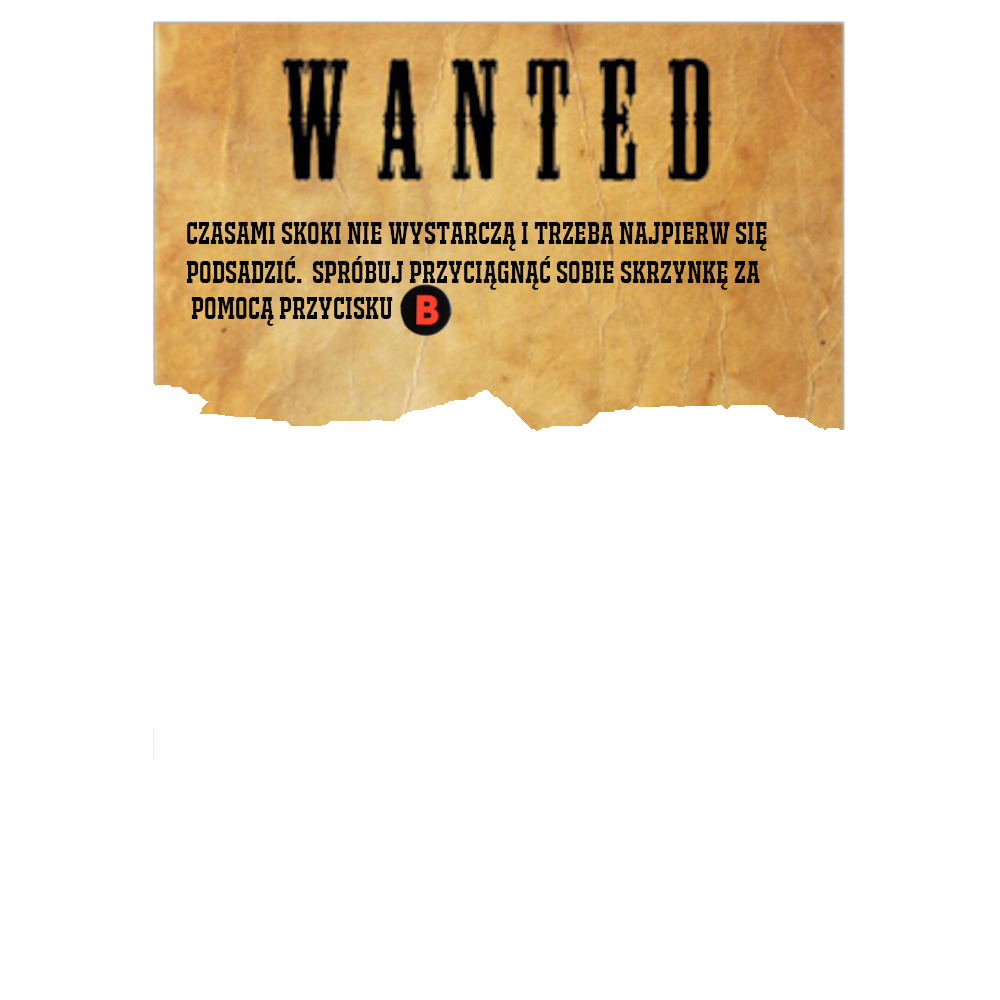 WANTED
CZASAMI SKOKI NIE WYSTARCZĄ I TRZEBA NAJPIERW SIĘ
PODSADZIĆ. SPRÓBUJ PRZYCIĄGNĄĆ SOBIE SKRZYNKĘ ZA
POMOCĄ PRZYCISKU B